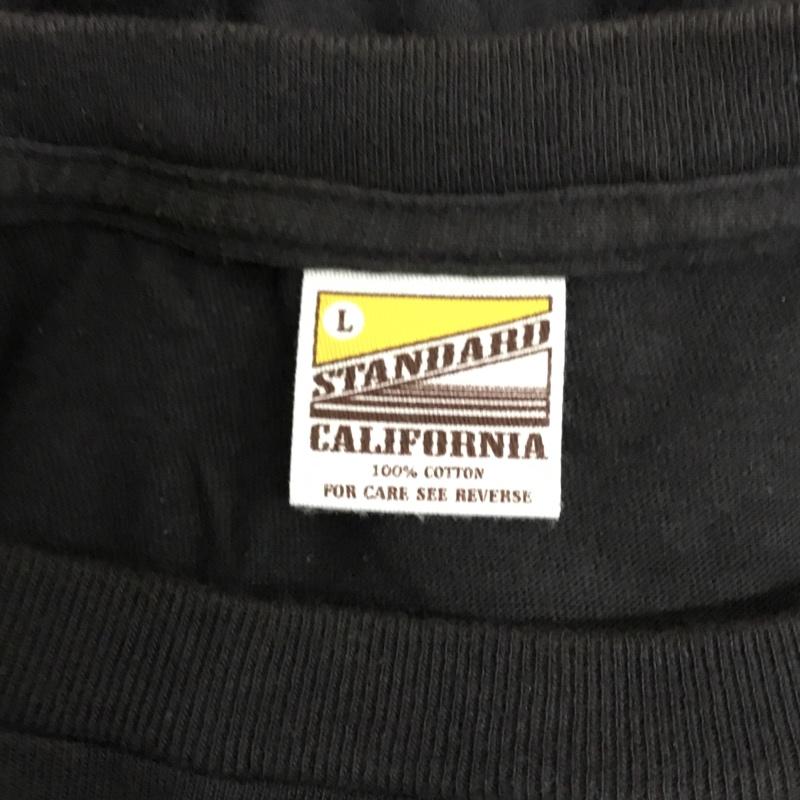 L
STANDARD
CALIFORNIA
100% COTTON
FOR CARE SEE REVERSE